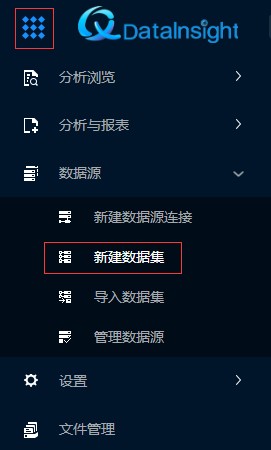 DataInsight
分析浏览
分析与报表
数据源
新建数据源连接
新建数据集
导入数据集
管理数据源
设置
文件管理